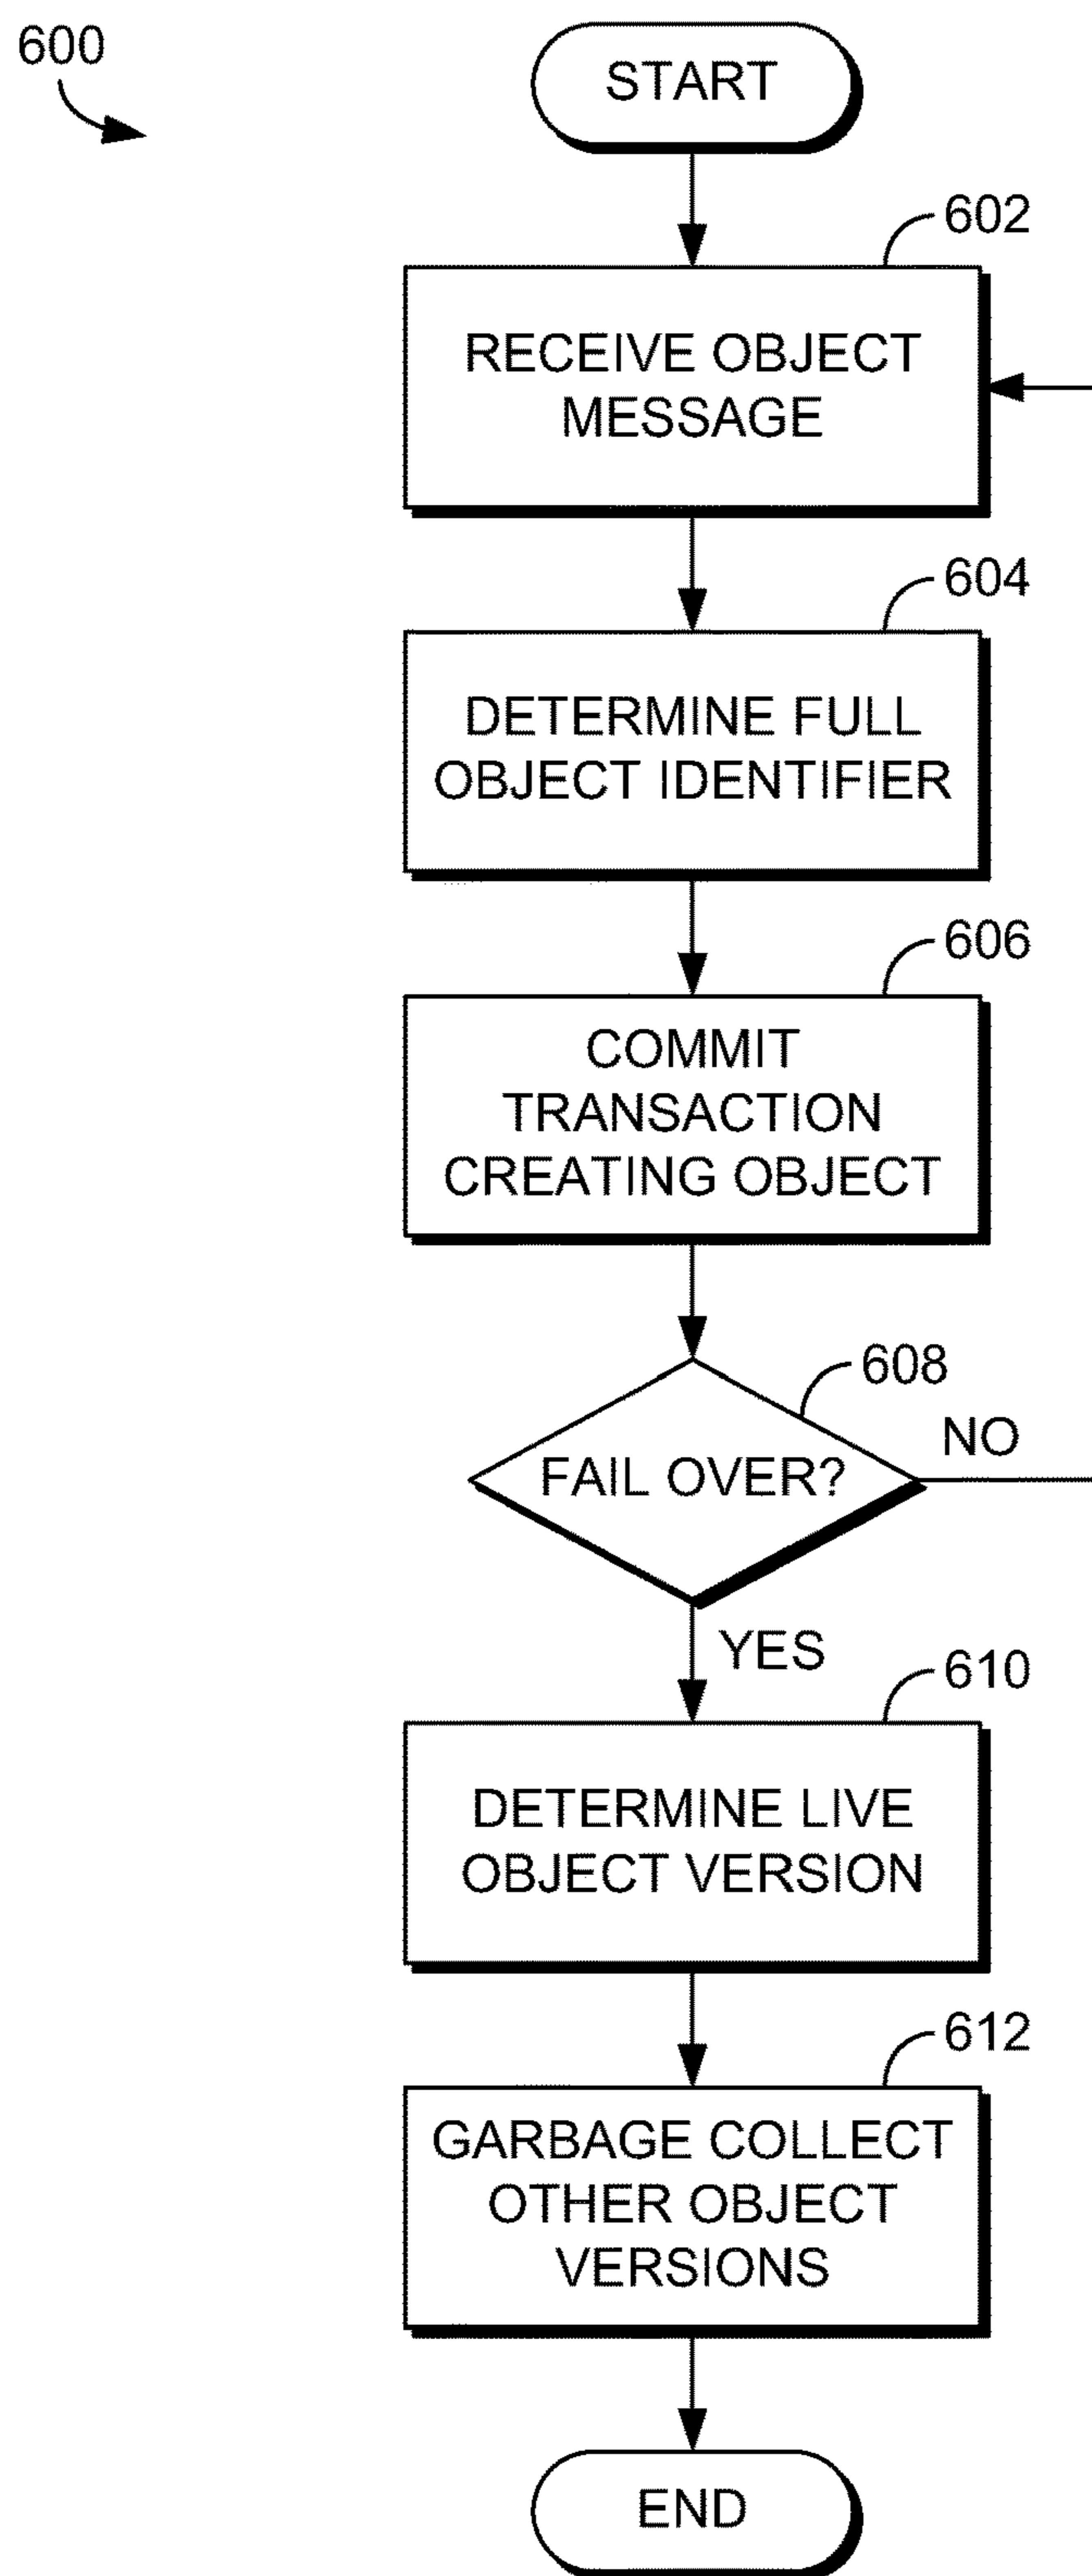 600
START
602
RECEIVE OBJECT
MESSAGE
604
DETERMINE FULL
OBJECT IDENTIFIER
606
COMMIT
TRANSACTION
CREATING OBJECT
608
FAIL OVER?
NO
YES
610
DETERMINE LIVE
OBJECT VERSION
612
GARBAGE COLLECT
OTHER OBJECT
VERSIONS
END